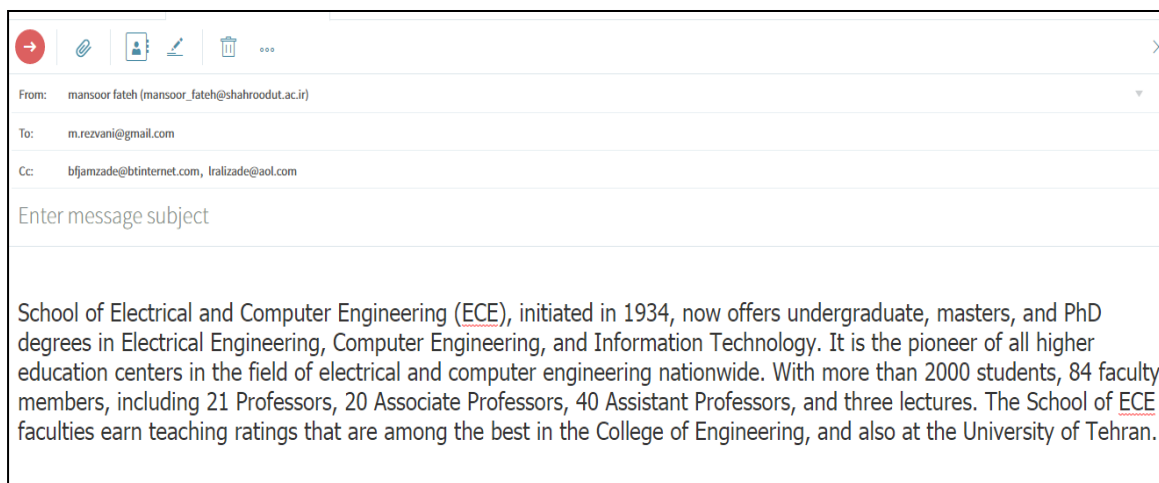 From: mansoor fateh (mansoor_fateh@shahroodut.ac.ir)
To: m.rezvani@gmail.com
Cc: bfjamzade@btinternet.com, lralizade@aol.com
Enter message subject
School of Electrical and Computer Engineering (ECE), initiated in 1934, now offers undergraduate, masters, and PhD
degrees in Electrical Engineering, Computer Engineering, and Information Technology. It is the pioneer of all higher
education centers in the field of electrical and computer engineering nationwide. With more than 2000 students, 84 faculty
members, including 21 Professors, 20 Associate Professors, 40 Assistant Professors, and three lectures. The School of ECE
faculties earn teaching ratings that are among the best in the College of Engineering, and also at the University of Tehran.